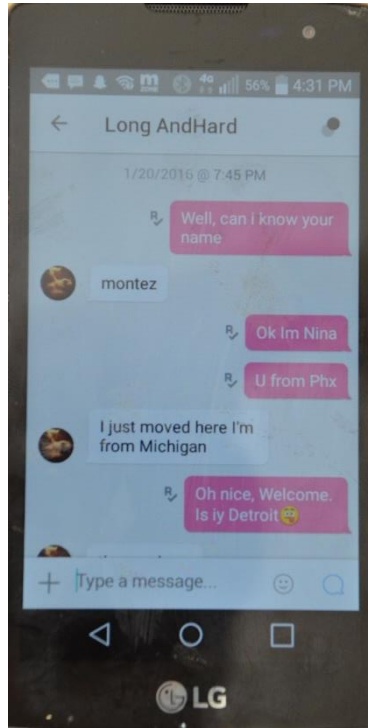 56% 4:31 PM
Long AndHard
1/20/2016 @ 7:45 PM
Well, can i know your
name
montez
Ok Im Nina
U from Phx
I just moved here I'm
from Michigan
Oh nice, Welcome.
Is iy Detroit
Type a message...
LG